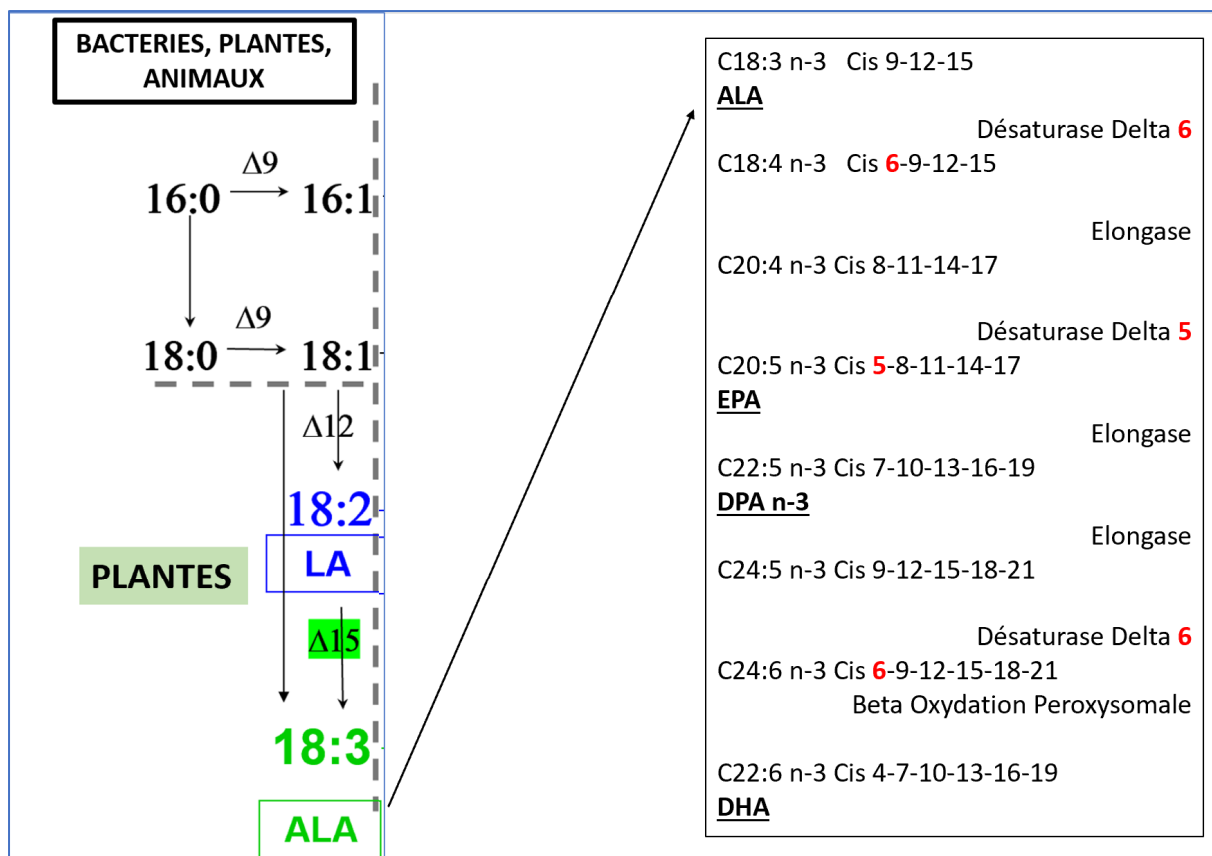 BACTERIES, PLANTES,
ANIMAUX
Δ9
16:0 16:1
Δ9
18:0 18:1
Δ12
18:2
LA
PLANTES
Δ15
18:3
ALA
C18:3 n-3 Cis 9-12-15
ALA
Désaturase Delta 6
C18:4 n-3 Cis 6-9-12-15
Elongase
C20:4 n-3 Cis 8-11-14-17
Désaturase Delta 5
C20:5 n-3 Cis 5-8-11-14-17
EPA
Elongase
C22:5 n-3 Cis 7-10-13-16-19
DPA n-3
Elongase
C24:5 n-3 Cis 9-12-15-18-21
Désaturase Delta 6
C24:6 n-3 Cis 6-9-12-15-18-21
Beta Oxydation Peroxysomale
C22:6 n-3 Cis 4-7-10-13-16-19
DHA